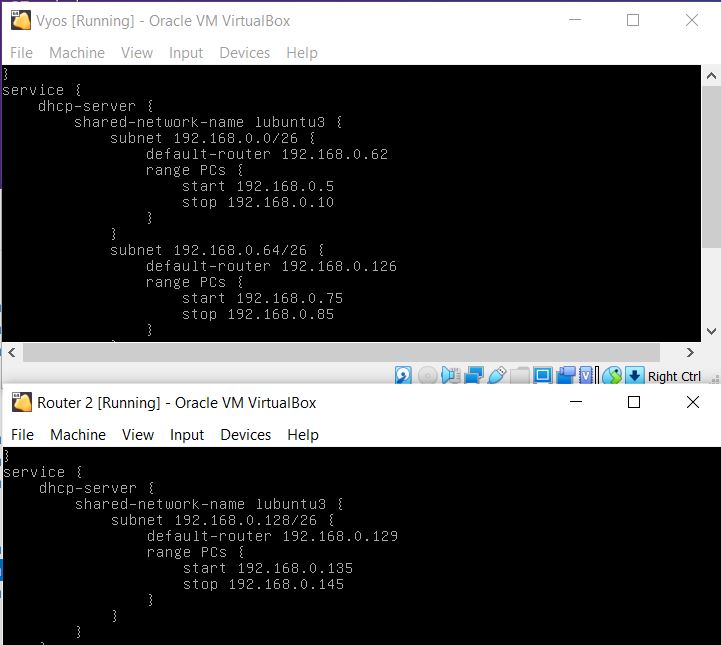 Vyos [Running] - Oracle VM VirtualBox
File Machine View Input Devices Help
}
service {
    dhcp-server {
        shared-network-name lubuntu3 {
            subnet 192.168.0.0/26 {
                default-router 192.168.0.62
                range PCs {
                    start 192.168.0.5
                    stop 192.168.0.10
                }
            }
            subnet 192.168.0.64/26 {
                default-router 192.168.0.126
                range PCs {
                    start 192.168.0.75
                    stop 192.168.0.85
                }
            }
Right Ctrl
Router 2 [Running] - Oracle VM VirtualBox
File Machine View Input Devices Help
}
service {
    dhcp-server {
        shared-network-name lubuntu3 {
            subnet 192.168.0.128/26 {
                default-router 192.168.0.129
                range PCs {
                    start 192.168.0.135
                    stop 192.168.0.145
                }
            }
        }
    }